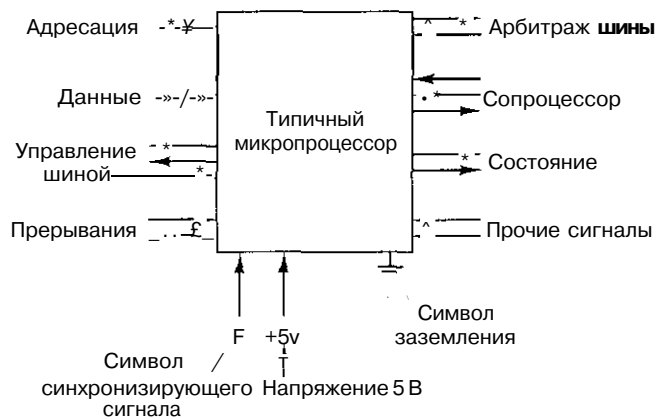 Адресация
Арбитраж шины
Данные
Сопроцессор
Типичный
микропроцессор
Управление
шиной
Состояние
Прерывания
Прочие сигналы
F +5v
Символ
заземления
Символ
синхронизирующего
сигнала
Напряжение 5 В